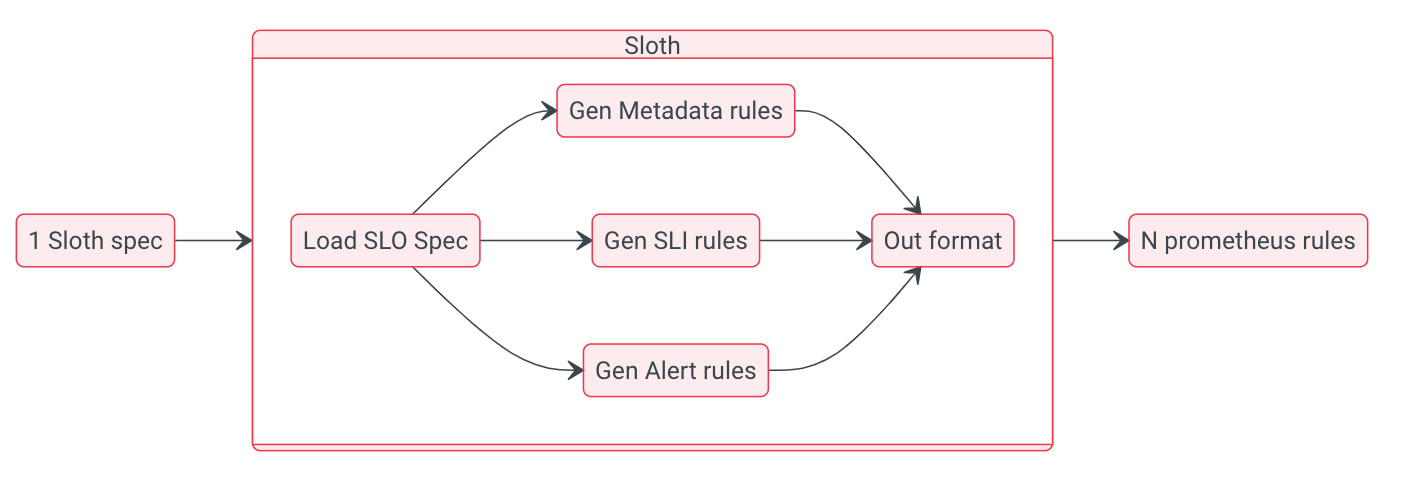 Sloth
Gen Metadata rules
1 Sloth spec
Load SLO Spec
Gen SLI rules
Out format
N prometheus rules
Gen Alert rules